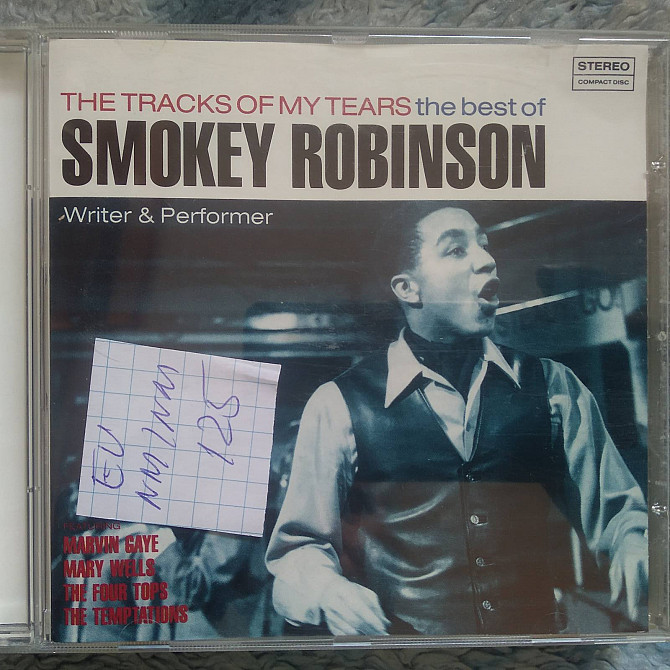 STEREO
COMPACT DISC
THE TRACKS OF MY TEARS the best of
SMOKEY ROBINSON
Writer & Performer
EU
NM/NM
125
FEATURING
MARVIN GAYE
MARY WELLS
THE FOUR TOPS
THE TEMPTATIONS